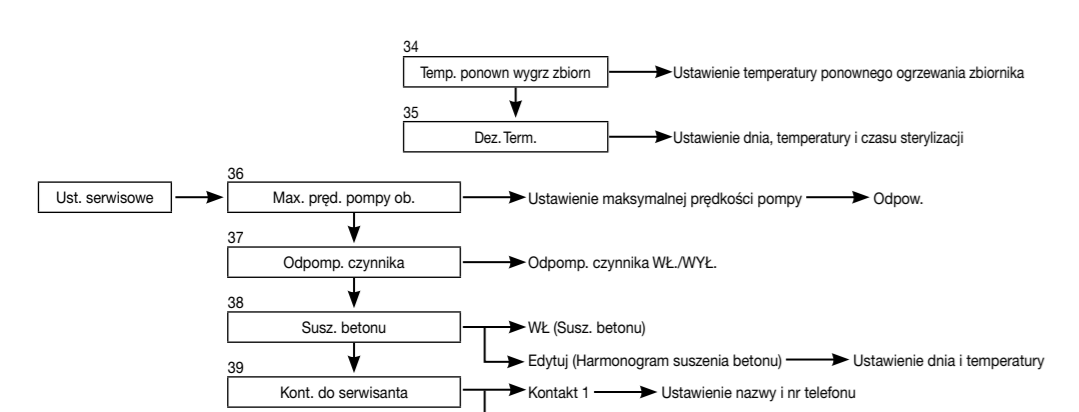 34
Temp. ponown wygrz zbiorn Ustawienie temperatury ponownego ogrzewania zbiornika
35
Dez. Term. Ustawienie dnia, temperatury i czasu sterylizacji
36
Ust. serwisowe Max. pręd. pompy ob. Ustawienie maksymalnej prędkości pompy Odpow.
37
Odpomp. czynnika Odpomp. czynnika WŁ./WYŁ.
38
Susz. betonu WŁ (Susz. betonu)
Edytuj (Harmonogram suszenia betonu) Ustawienie dnia i temperatury
39
Kont. do serwisanta Kontakt 1 Ustawienie nazwy i nr telefonu